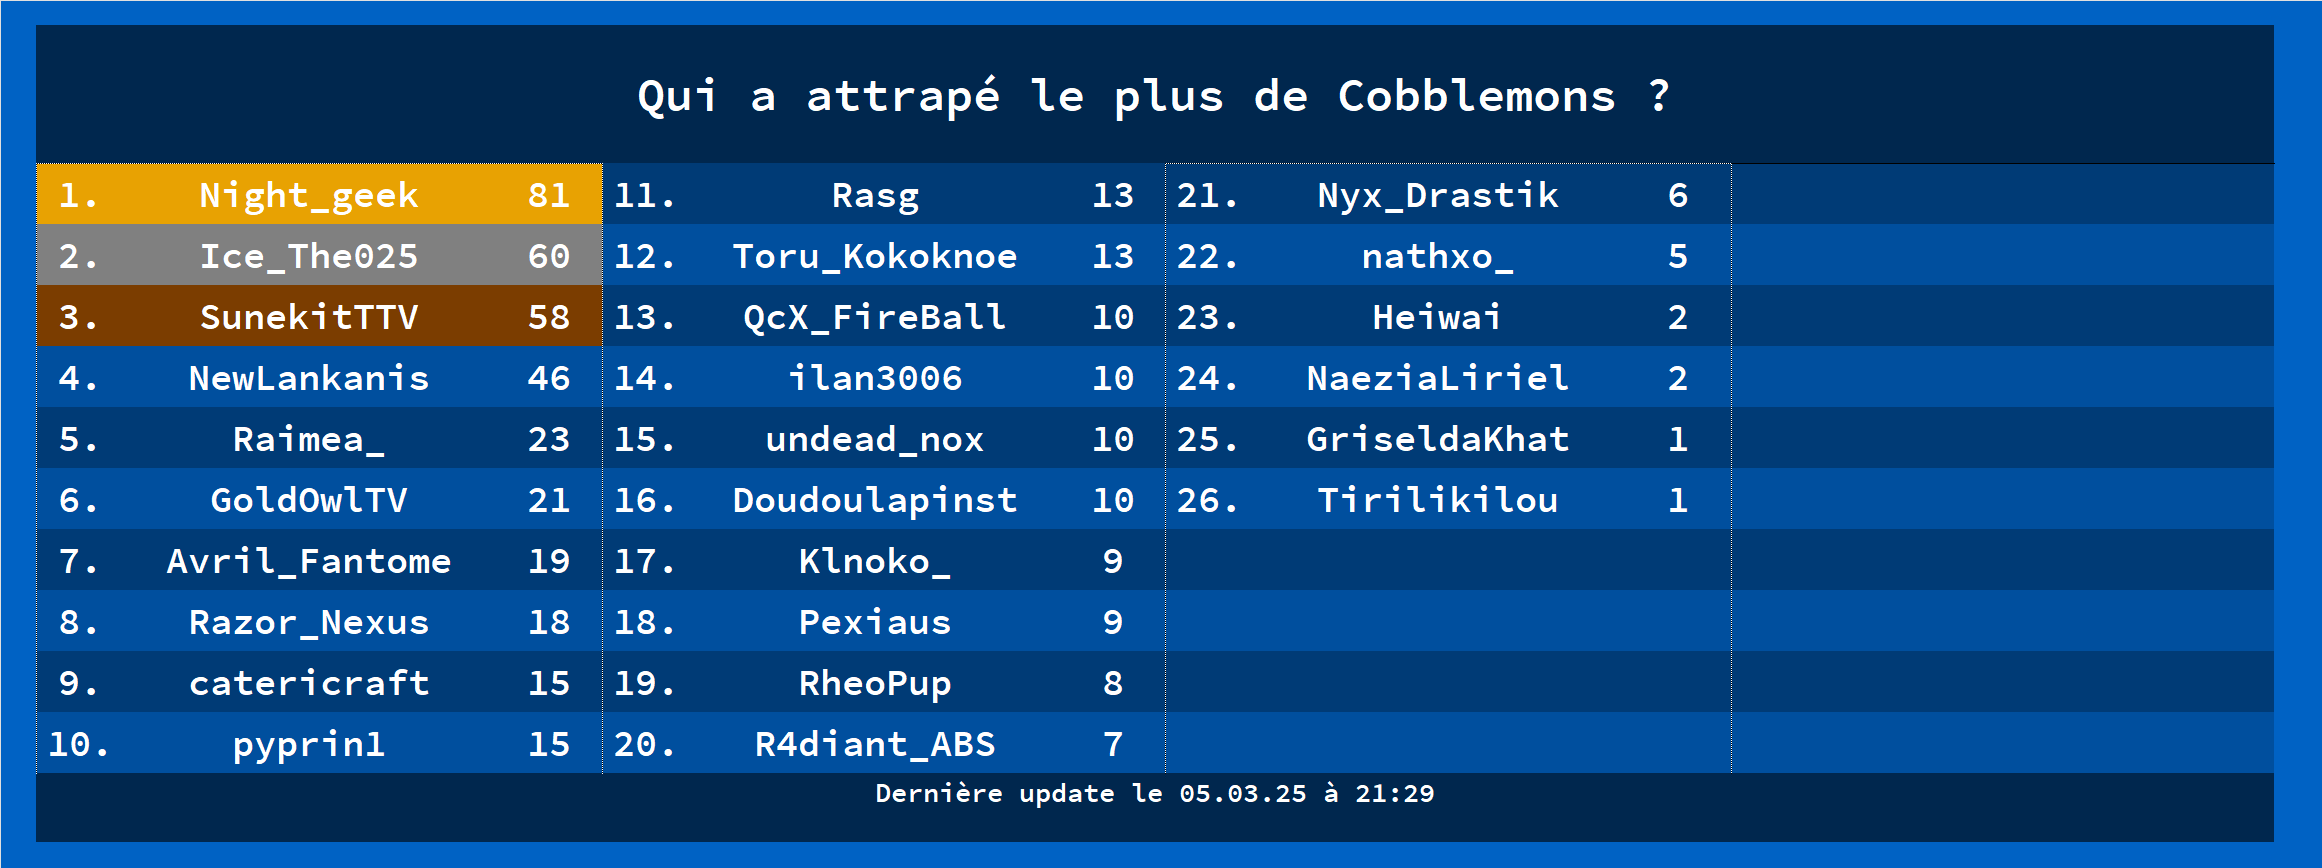 Qui a attrapé le plus de Cobblemons ?
1. Night_geek 81
2. Ice_The025 60
3. SunekitTTV 58
4. NewLankanis 46
5. Raimea_ 23
6. GoldOwlTV 21
7. Avril_Fantome 19
8. Razor_Nexus 18
9. catericraft 15
10. pyprin1 15
11. Rasg 13
12. Toru_Kokoknoe 13
13. QcX_FireBall 10
14. ilan3006 10
15. undead_nox 10
16. Doudoulapinst 10
17. Klnoko_ 9
18. Pexiaus 9
19. RheoPup 8
20. R4diant_ABS 7
21. Nyx_Drastik 6
22. nathxo_ 5
23. Heiwai 2
24. NaeziaLiriel 2
25. GriseldaKhat 1
26. Tirilikilou 1
Dernière update le 05.03.25 à 21:29